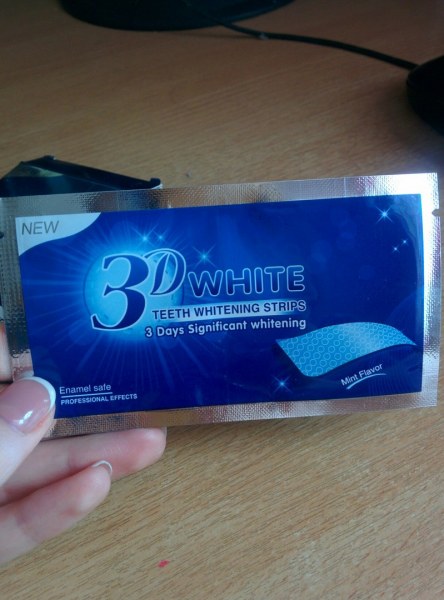 NEW
3D WHITE
TEETH WHITENING STRIPS
3 Days Significant whitening
Mint Flavor
Enamel safe
PROFESSIONAL EFFECTS